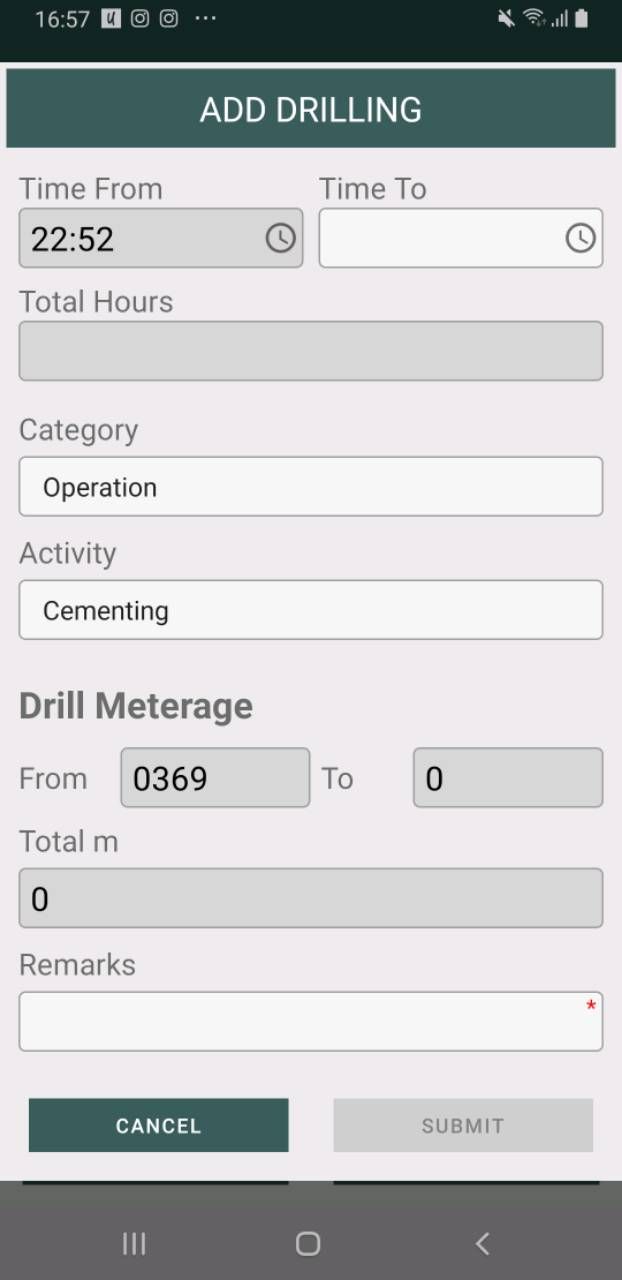 16:57
ADD DRILLING
Time From Time To
22:52
Total Hours
Category
Operation
Activity
Cementing
Drill Meterage
From 0369 To 0
Total m
0
Remarks
*
CANCEL SUBMIT